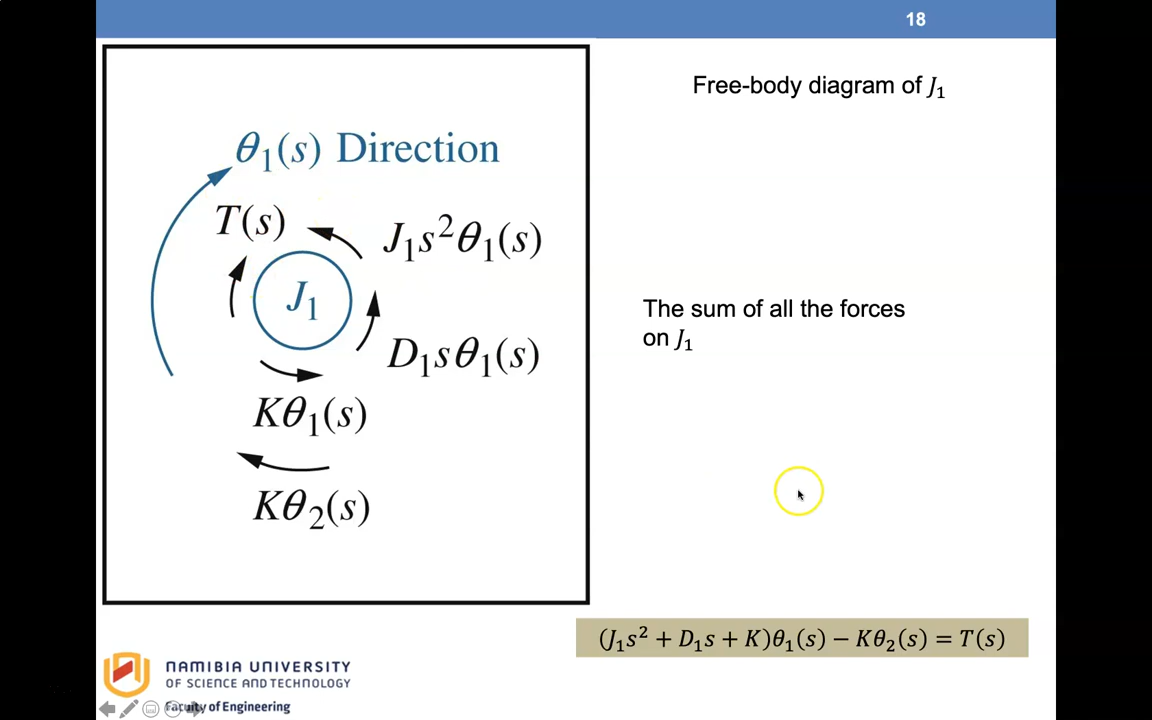 18
Free-body diagram of J₁
θ₁(s) Direction
T(s)
J₁s²θ₁(s)
J₁
D₁sθ₁(s)
Kθ₁(s)
Kθ₂(s)
The sum of all the forces
on J₁
(J₁s² + D₁s + K)θ₁(s) − Kθ₂(s) = T(s)
NAMIBIA UNIVERSITY
OF SCIENCE AND TECHNOLOGY
Faculty of Engineering